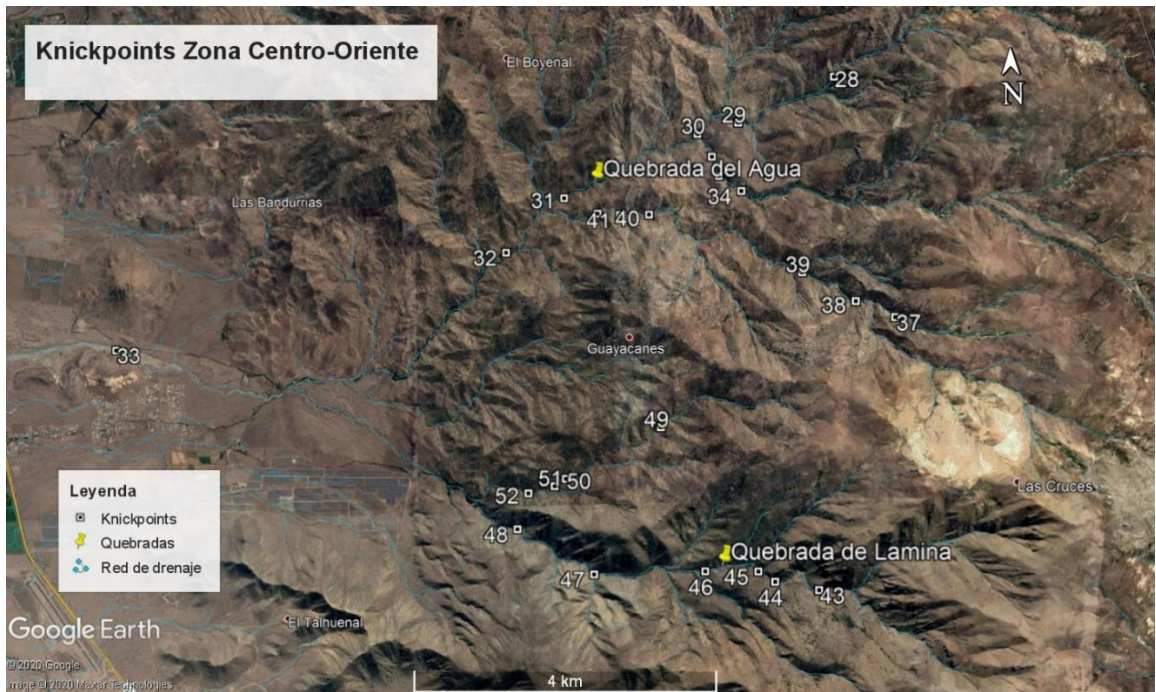 Knickpoints Zona Centro-Oriente
El Boyenal
N
28
29
30
Quebrada del Agua
31
34
Las Bandurrias
41
40
32
39
38
37
33
Guayacanes
49
51
50
52
Las Cruces
48
Leyenda
Knickpoints
Quebradas
Red de drenaje
Quebrada de Lamina
47
46
45
44
43
El Talhuenal
Google Earth
© 2020 Google
Image © 2020 Maxar Technologies
4 km